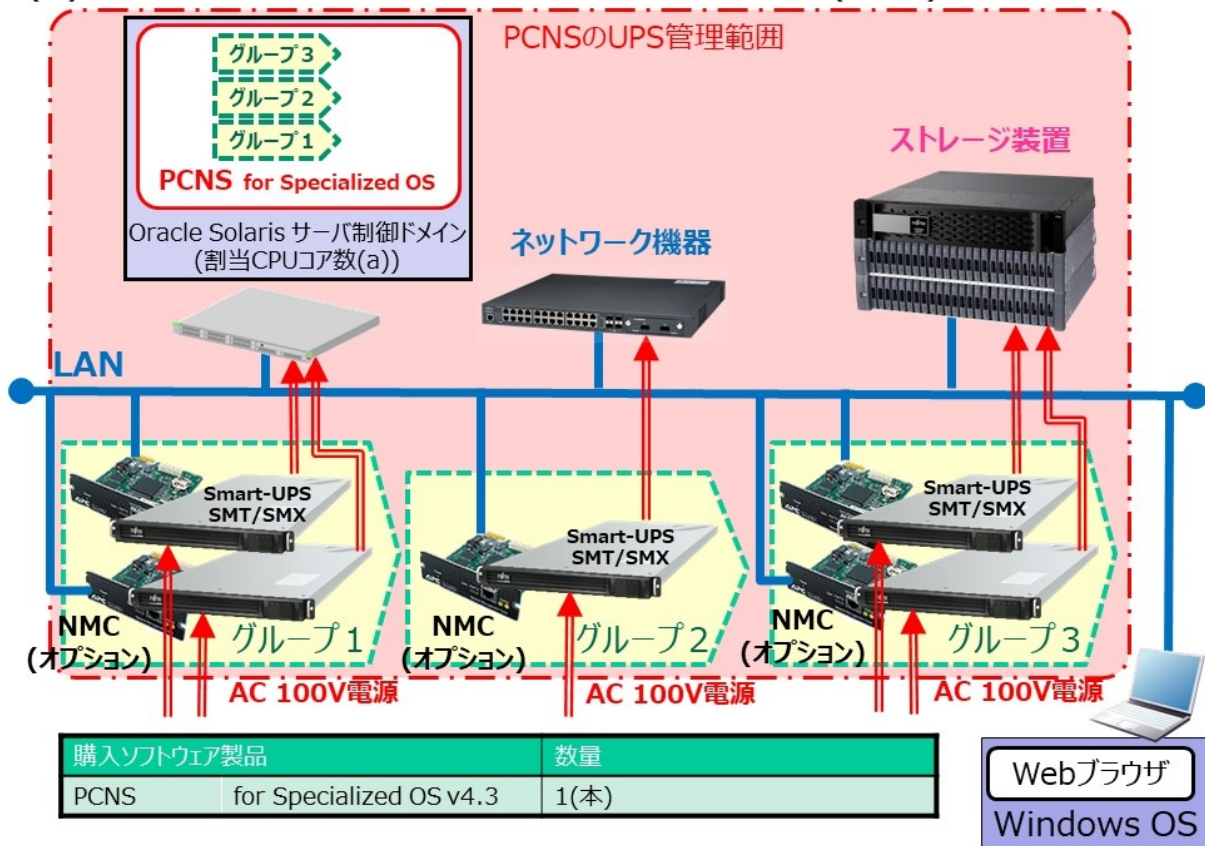 PCNSのUPS管理範囲
グループ3
グループ2
グループ1
PCNS for Specialized OS
Oracle Solaris サーバ制御ドメイン
(割当CPUコア数(a))
ネットワーク機器
ストレージ装置
LAN
Smart-UPS
SMT/SMX
NMC
(オプション)
グループ1
Smart-UPS
SMT/SMX
NMC
(オプション)
グループ2
Smart-UPS
SMT/SMX
NMC
(オプション)
グループ3
AC 100V電源
AC 100V電源
AC 100V電源
購入ソフトウェア製品 数量
PCNS for Specialized OS v4.3 1(本)
Webブラウザ
Windows OS